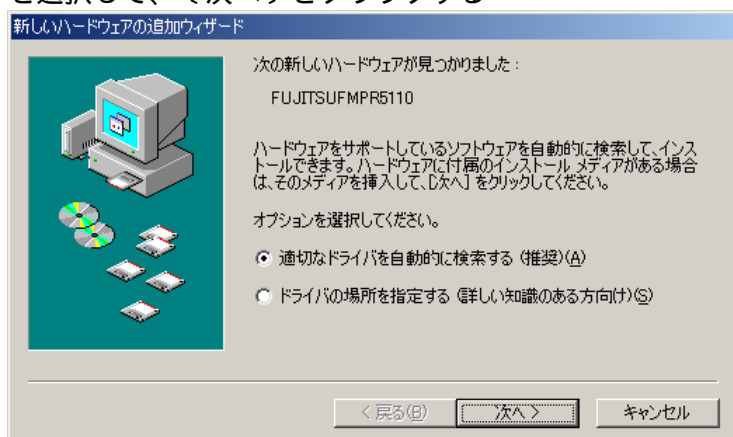 新しいハードウェアの追加ウィザード
次の新しいハードウェアが見つかりました :
FUJITSUFMPR5110
ハードウェアをサポートしているソフトウェアを自動的に検索して、インス
トールできます。ハードウェアに付属のインストール メディアがある場合
は、そのメディアを挿入して、[次へ] をクリックしてください。
オプションを選択してください。
適切なドライバを自動的に検索する (推奨)(A)
ドライバの場所を指定する (詳しい知識のある方向け)(S)
< 戻る(B)
次へ >
キャンセル